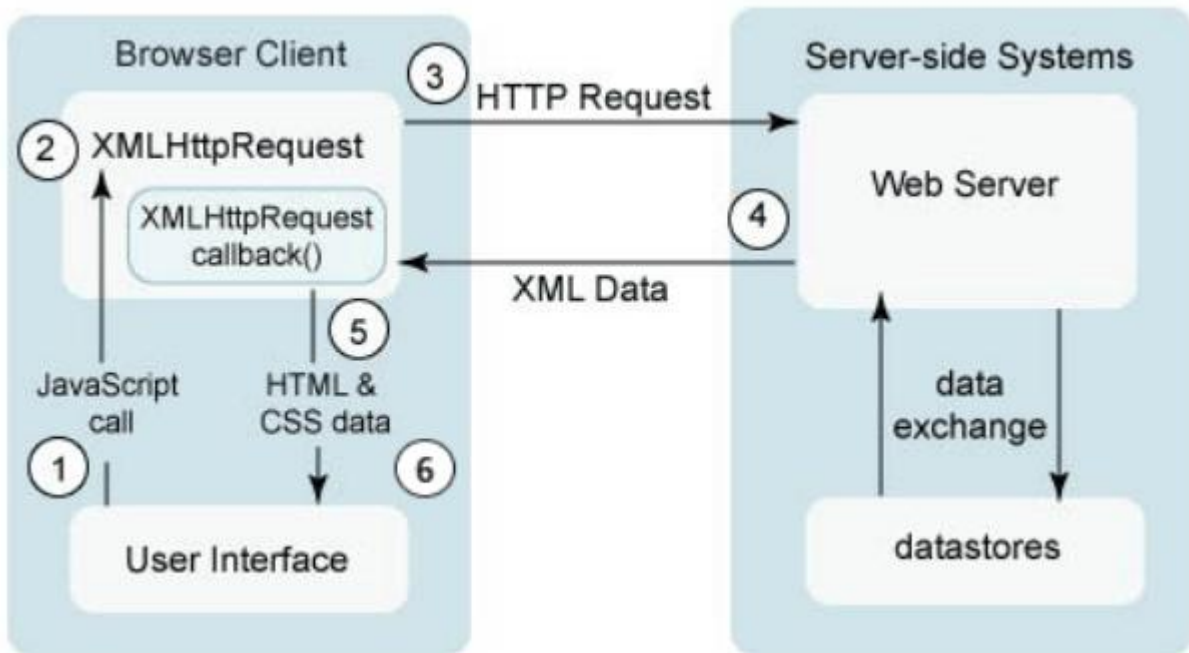 Browser Client
3
HTTP Request
Server-side Systems
2
XMLHttpRequest
Web Server
XMLHttpRequest
callback()
4
XML Data
5
JavaScript
call
HTML &
CSS data
data
exchange
1
6
User Interface
datastores